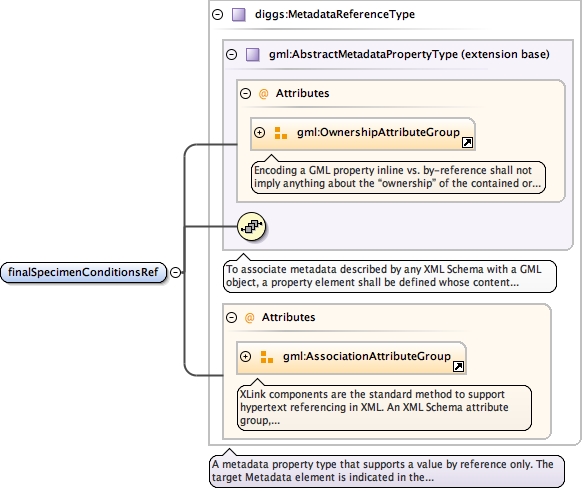 diggs:MetadataReferenceType
gml:AbstractMetadataPropertyType (extension base)
@ Attributes
gml:OwnershipAttributeGroup
Encoding a GML property inline vs. by-reference shall not
imply anything about the “ownership” of the contained or...
finalSpecimenConditionsRef
To associate metadata described by any XML Schema with a GML
object, a property element shall be defined whose content...
@ Attributes
gml:AssociationAttributeGroup
XLink components are the standard method to support
hypertext referencing in XML. An XML Schema attribute
group,...
A metadata property type that supports a value by reference only. The
target Metadata element is indicated in the...